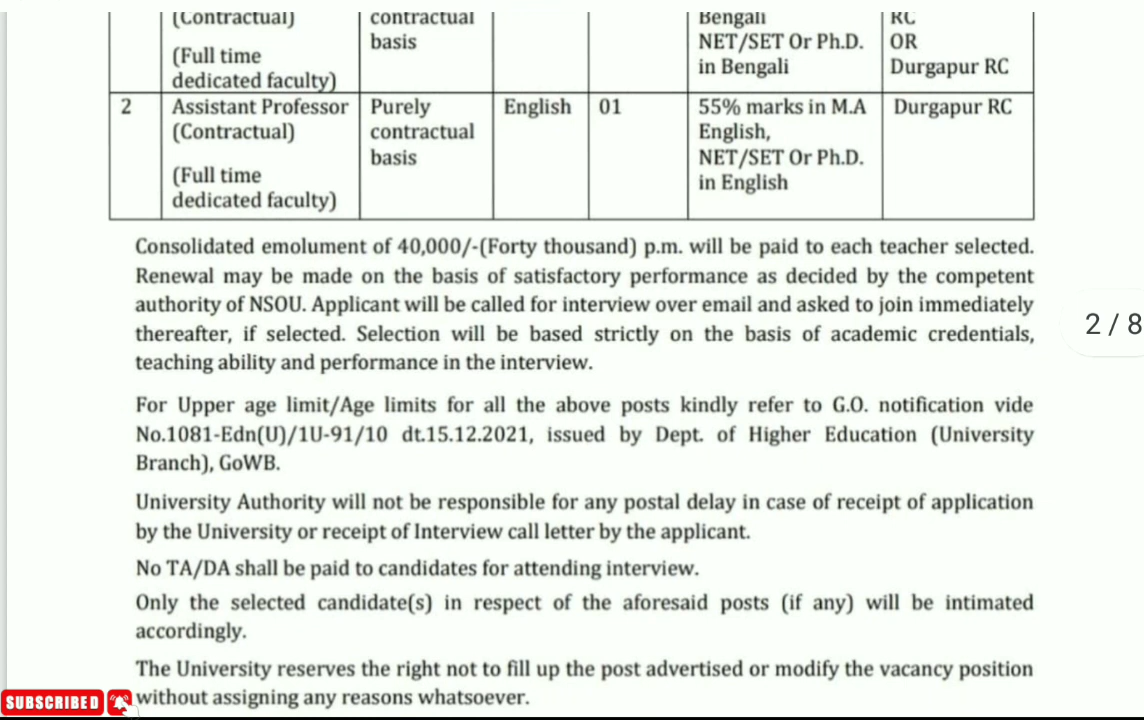 (Contractual) contractual Bengali RC
basis NET/SET Or Ph.D. OR
(Full time in Bengali Durgapur RC
dedicated faculty)
2 Assistant Professor Purely English 01 55% marks in M.A Durgapur RC
(Contractual) contractual English,
basis NET/SET Or Ph.D.
(Full time in English
dedicated faculty)
Consolidated emolument of 40,000/-(Forty thousand) p.m. will be paid to each teacher selected.
Renewal may be made on the basis of satisfactory performance as decided by the competent
authority of NSOU. Applicant will be called for interview over email and asked to join immediately
thereafter, if selected. Selection will be based strictly on the basis of academic credentials,
teaching ability and performance in the interview.
2 / 8
For Upper age limit/Age limits for all the above posts kindly refer to G.O. notification vide
No.1081-Edn(U)/1U-91/10 dt.15.12.2021, issued by Dept. of Higher Education (University
Branch), GoWB.
University Authority will not be responsible for any postal delay in case of receipt of application
by the University or receipt of Interview call letter by the applicant.
No TA/DA shall be paid to candidates for attending interview.
Only the selected candidate(s) in respect of the aforesaid posts (if any) will be intimated
accordingly.
The University reserves the right not to fill up the post advertised or modify the vacancy position
without assigning any reasons whatsoever.
SUBSCRIBED